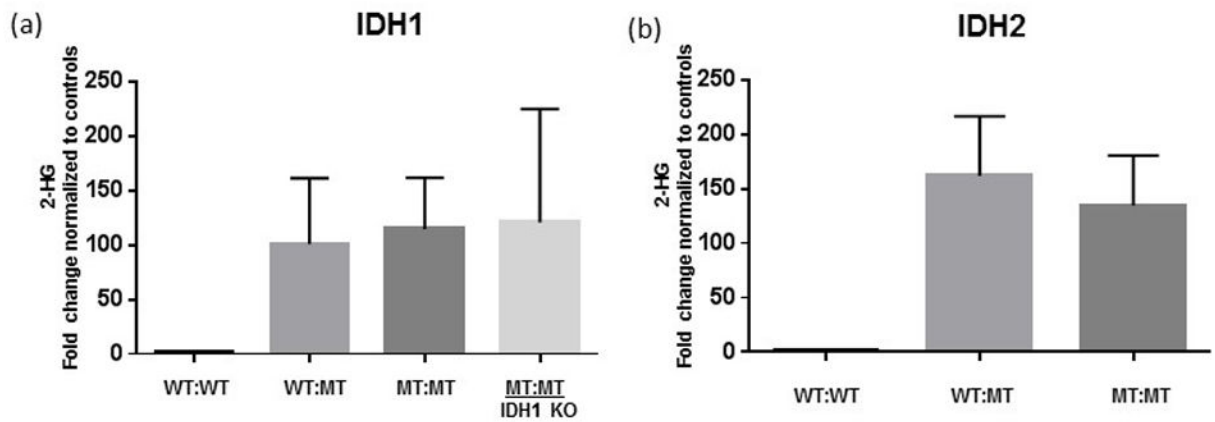 (a)
IDH1
2-HG
Fold change normalized to controls
250
200
150
100
50
0
WT:WT
WT:MT
MT:MT
MT:MT
IDH1 KO
(b)
IDH2
2-HG
Fold change normalized to controls
250
200
150
100
50
0
WT:WT
WT:MT
MT:MT